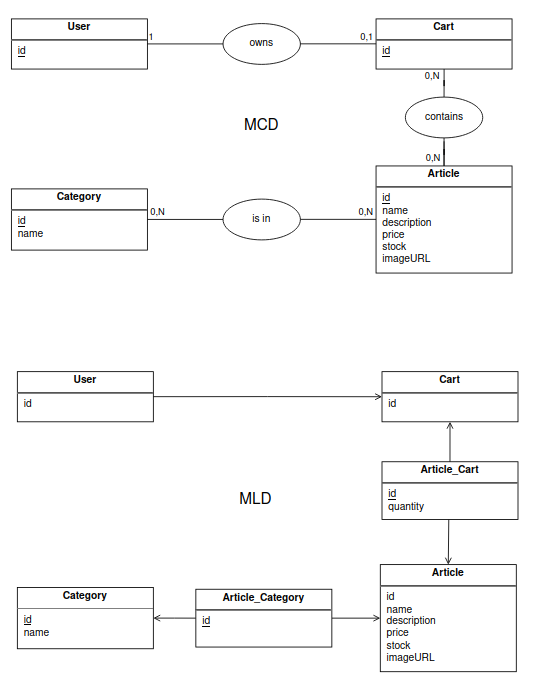 User
id
1
owns
0,1
Cart
id
0,N
contains
0,N
MCD
Article
id
name
description
price
stock
imageURL
Category
id
name
0,N
is in
0,N
User
id
Cart
id
Article_Cart
id
quantity
MLD
Article
id
name
description
price
stock
imageURL
Category
id
name
Article_Category
id